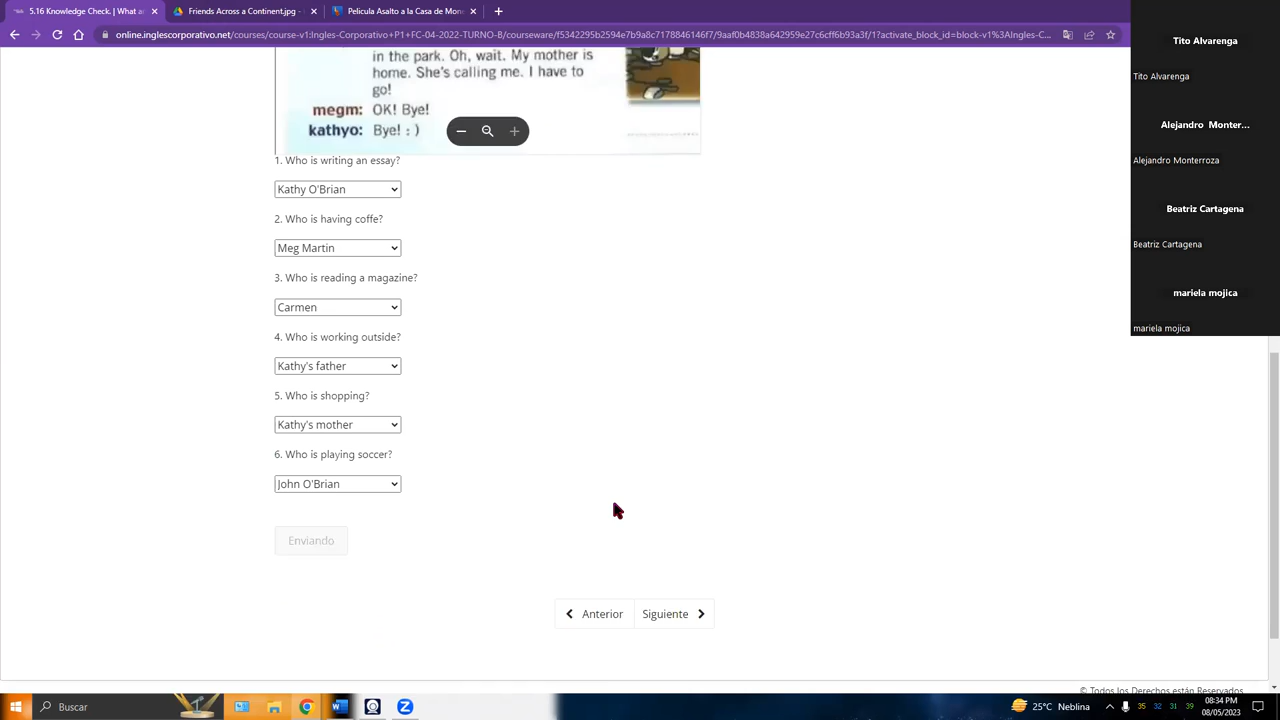 5.16 Knowledge Check. | What ar
Friends Across a Continent.jpg -
Pelicula Asalto a la Casa de Mone
online.inglescorporativo.net/courses/course-v1:Ingles-Corporativo+P1+FC-04-2022-TURNO-B/courseware/f5342295b2594e7b9a8c7178846146f7/9aaf0b4838a642959e27c6cff6b93a3f/1?activate_block_id=block-v1%3AIngles-C...
Tito Alvarenga
Tito Alvarenga
Alejandro Monter...
Alejandro Monterroza
Beatriz Cartagena
Beatriz Cartagena
mariela mojica
mariela mojica
in the park. Oh, wait. My mother is
home. She's calling me. I have to
go!
megm: OK! Bye!
kathyo: Bye! : )
1. Who is writing an essay?
Kathy O'Brian
2. Who is having coffe?
Meg Martin
3. Who is reading a magazine?
Carmen
4. Who is working outside?
Kathy's father
5. Who is shopping?
Kathy's mother
6. Who is playing soccer?
John O'Brian
Enviando
Anterior
Siguiente
© Todos los Derechos están Reservados
Buscar
25°C Neblina
35 32 31 39
08:34 PM
08/05/2023